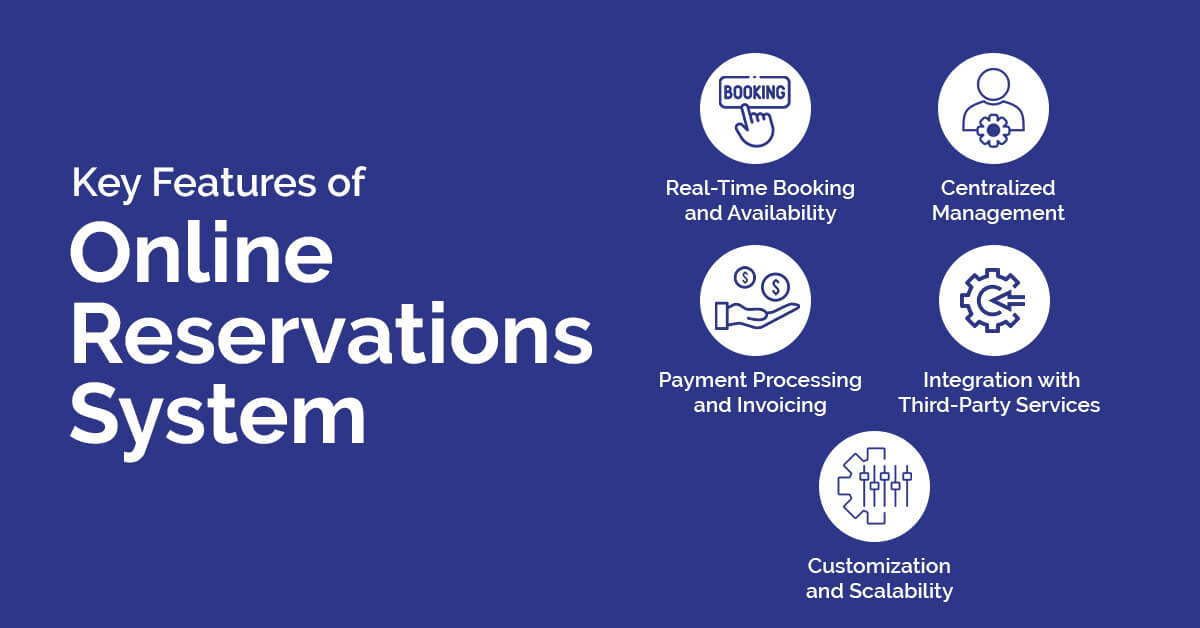 Key Features of
Online
Reservations
System
BOOKING
Real-Time Booking
and Availability
Centralized
Management
$ $
Payment Processing
and Invoicing
Integration with
Third-Party Services
Customization
and Scalability